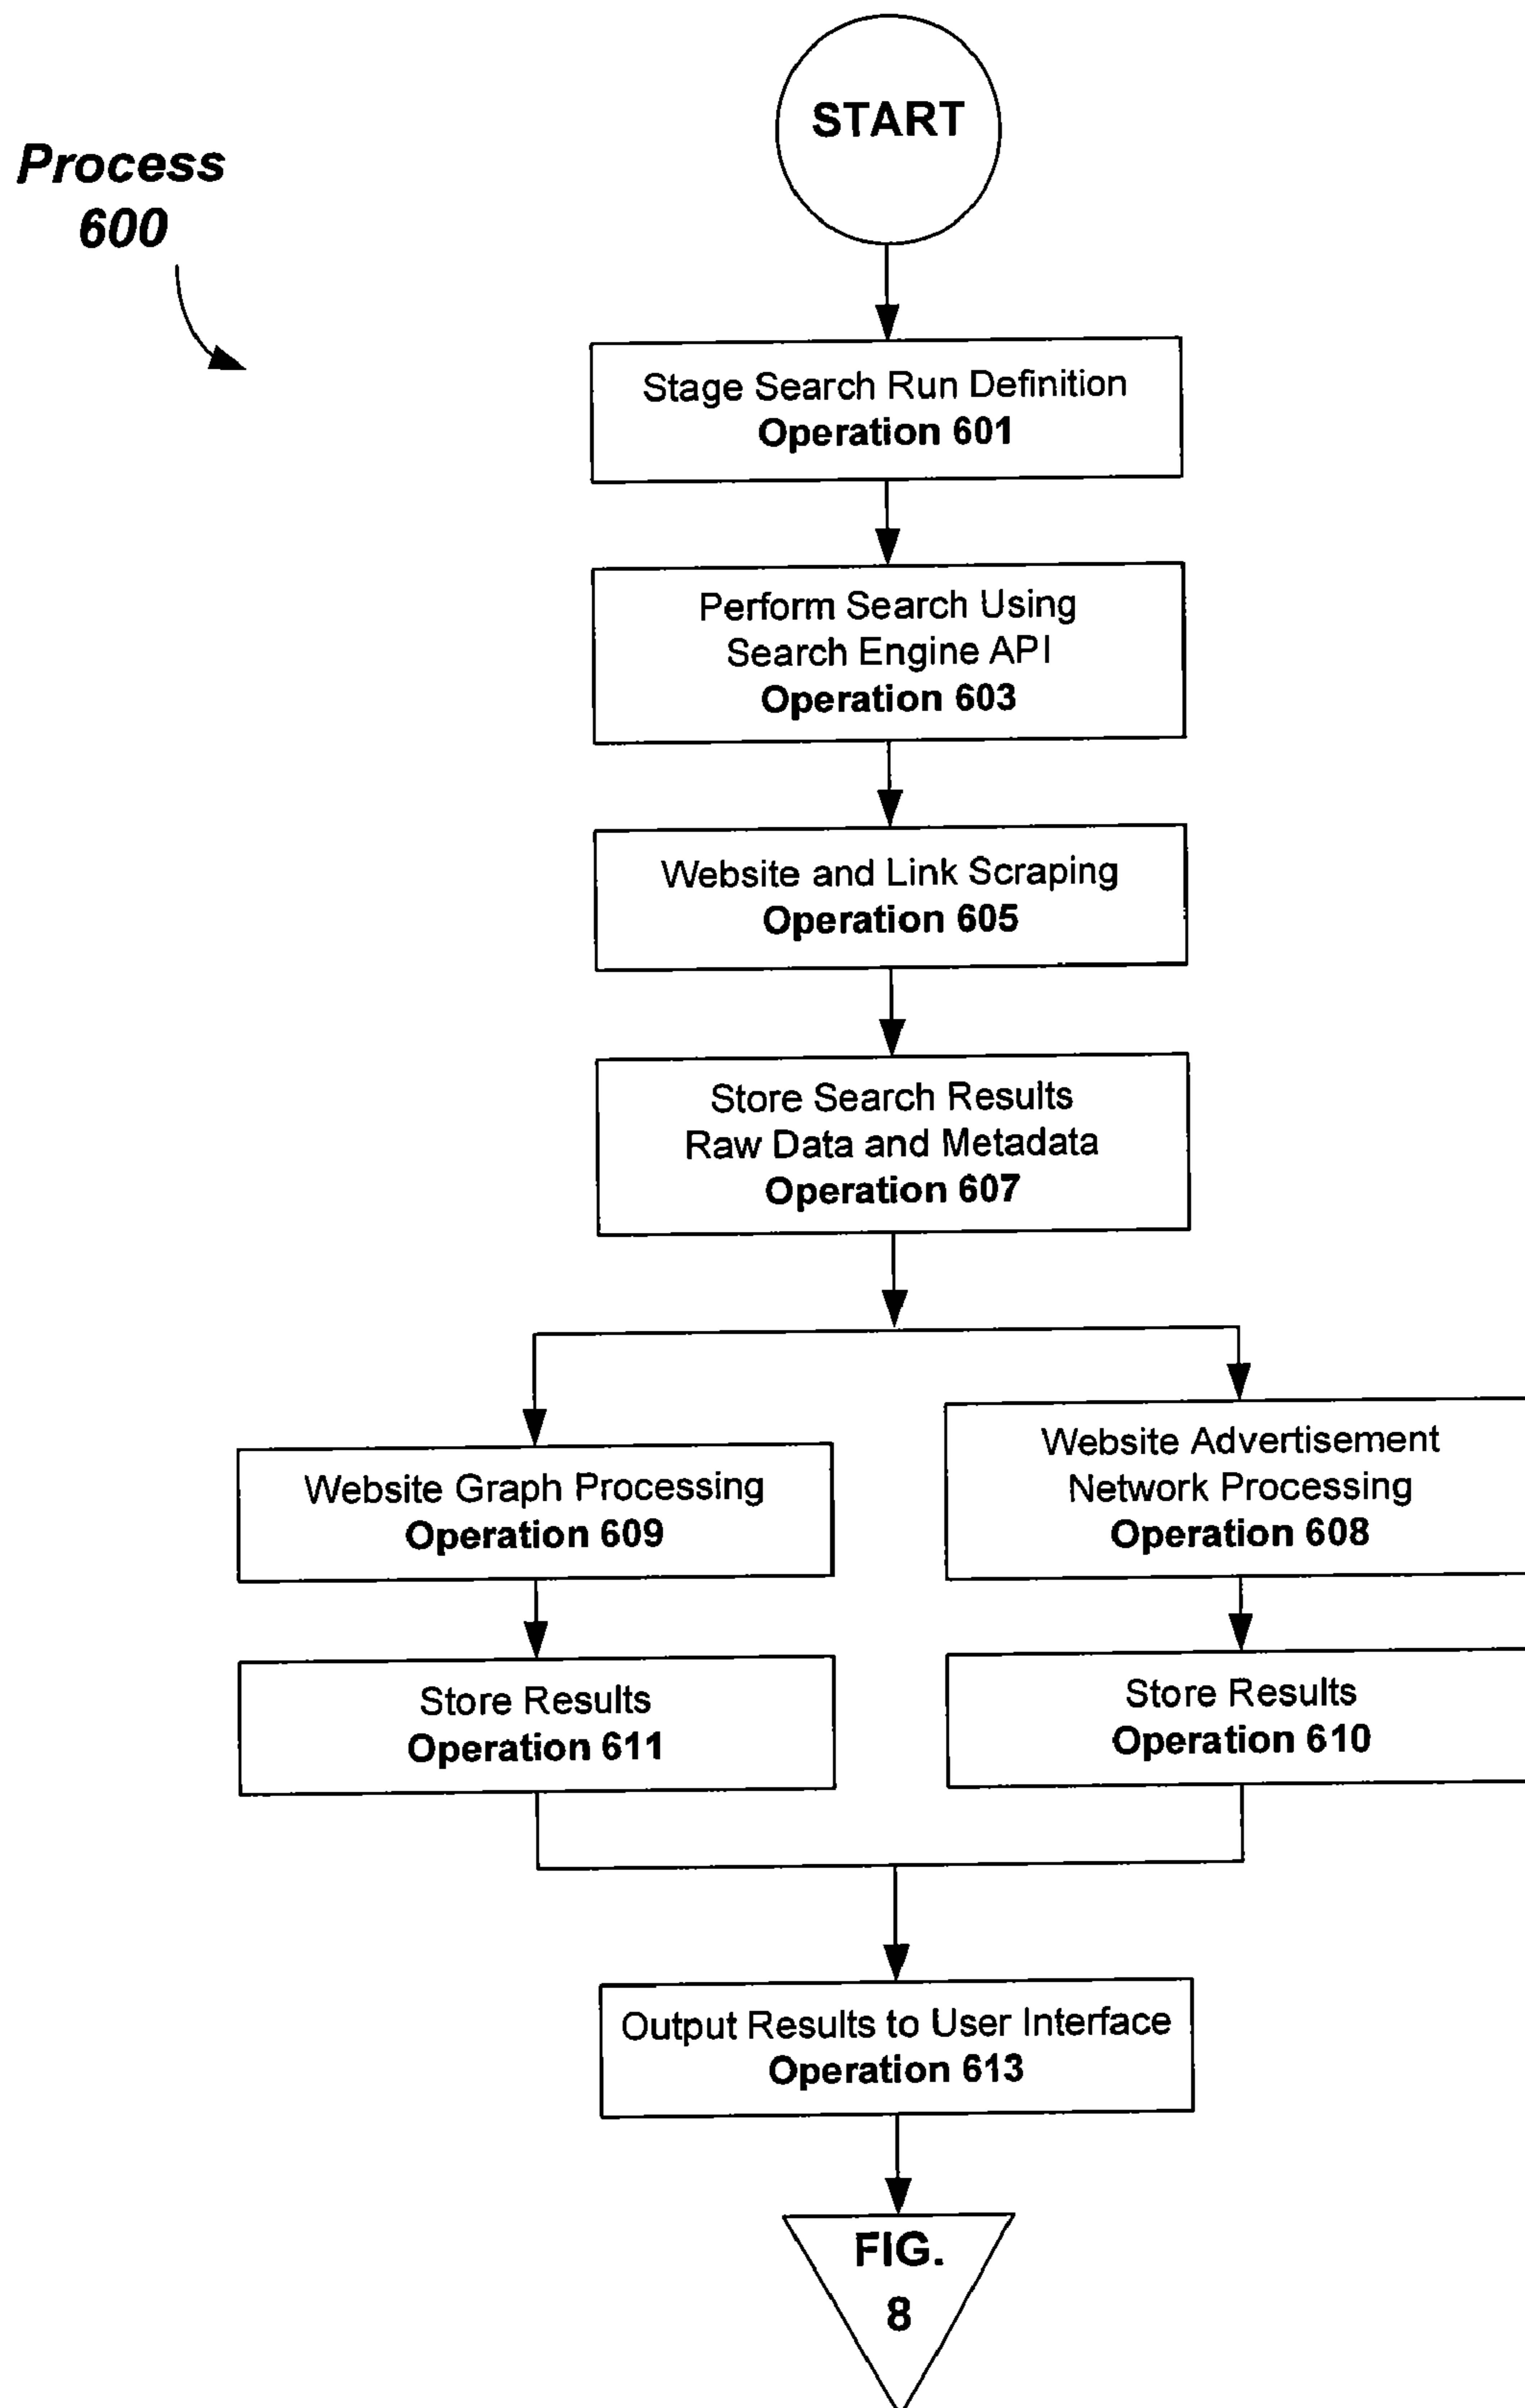 START
Process
600
Stage Search Run Definition
Operation 601
Perform Search Using
Search Engine API
Operation 603
Website and Link Scraping
Operation 605
Store Search Results
Raw Data and Metadata
Operation 607
Website Graph Processing
Operation 609
Website Advertisement
Network Processing
Operation 608
Store Results
Operation 611
Store Results
Operation 610
Output Results to User Interface
Operation 613
FIG.
8